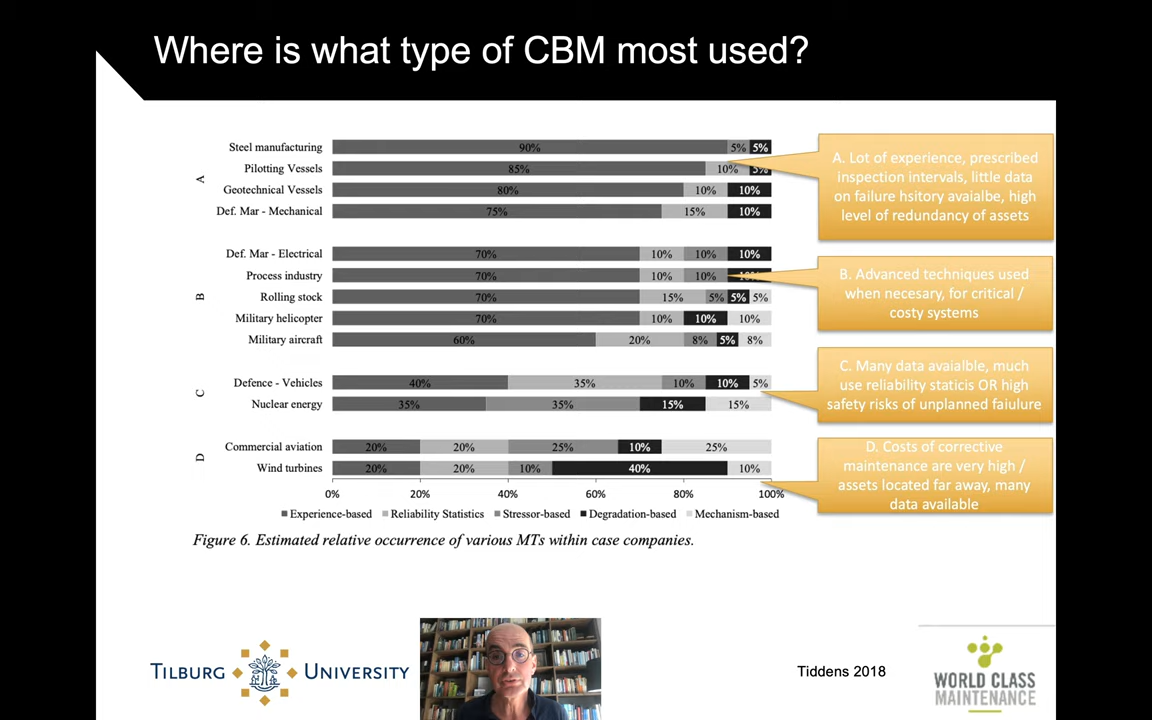 Where is what type of CBM most used?
A
Steel manufacturing 90% 5% 5%
Pilotting Vessels 85% 10% 5%
Geotechnical Vessels 80% 10% 10%
Def. Mar - Mechanical 75% 15% 10%
B
Def. Mar - Electrical 70% 10% 10% 10%
Process industry 70% 10% 10% 10%
Rolling stock 70% 15% 5% 5% 5%
Military helicopter 70% 10% 10% 10%
Military aircraft 60% 20% 8% 5% 8%
C
Defence - Vehicles 40% 35% 10% 10% 5%
Nuclear energy 35% 35% 15% 15%
D
Commercial aviation 20% 20% 25% 10% 25%
Wind turbines 20% 20% 10% 40% 10%
0% 20% 40% 60% 80% 100%
Experience-based Reliability Statistics Stressor-based Degradation-based Mechanism-based
Figure 6. Estimated relative occurrence of various MTs within case companies.
A. Lot of experience, prescribed
inspection intervals, little data
on failure hsitory avaialbe, high
level of redundancy of assets
B. Advanced techniques used
when necesary, for critical /
costy systems
C. Many data avaialble, much
use reliability staticis OR high
safety risks of unplanned faiulure
D. Costs of corrective
maintenance are very high /
assets located far away, many
data available
TILBURG UNIVERSITY
Tiddens 2018
WORLD CLASS
MAINTENANCE